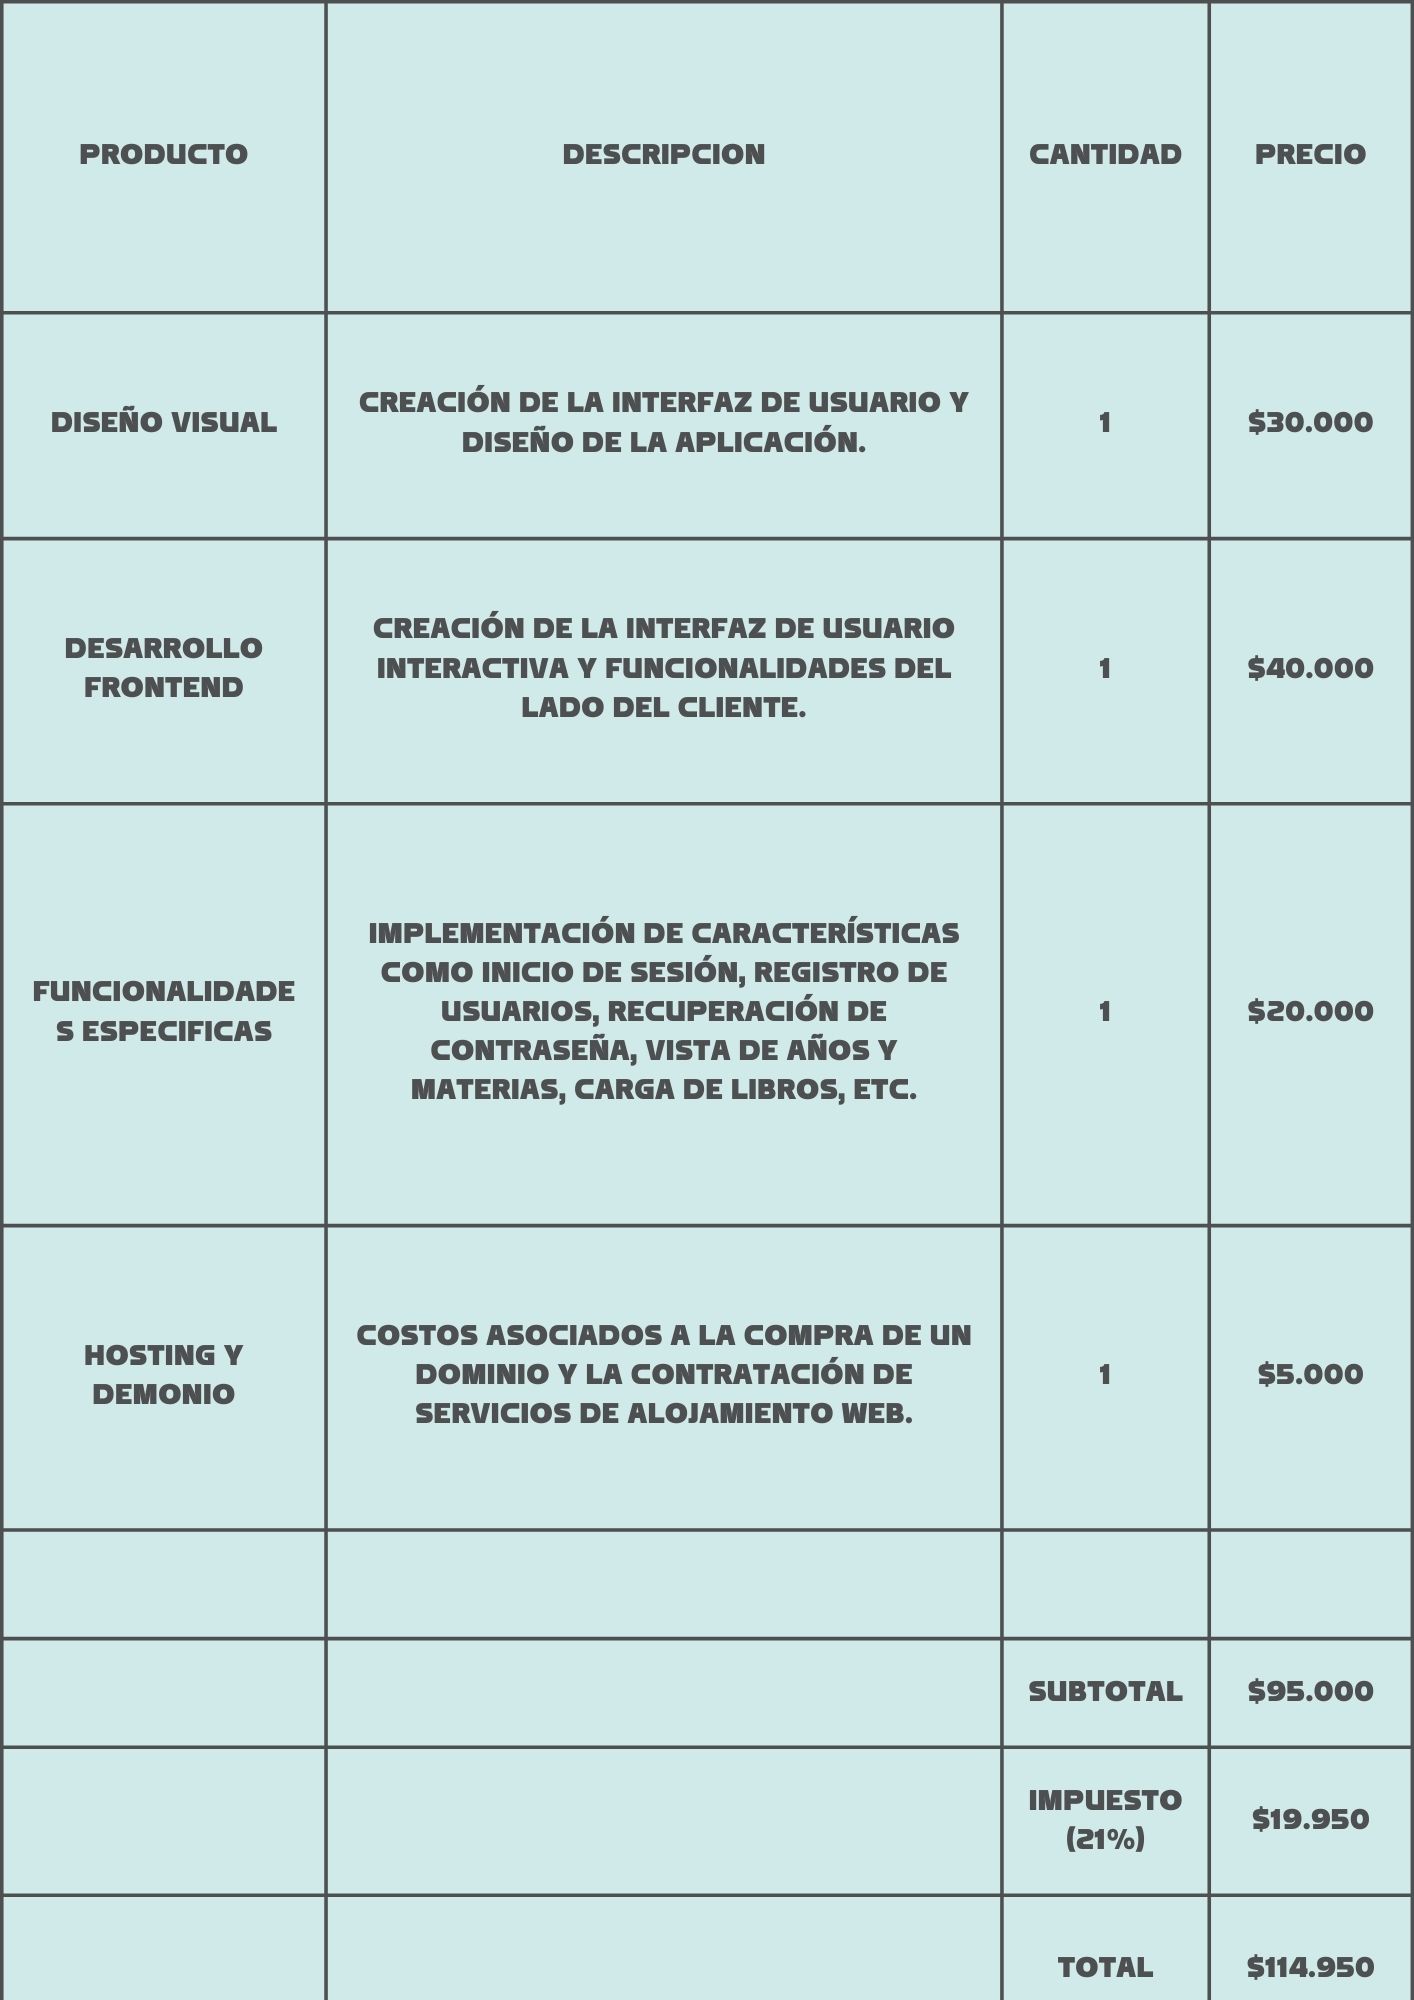 PRODUCTO
DESCRIPCION
CANTIDAD
PRECIO
DISEÑO VISUAL
CREACIÓN DE LA INTERFAZ DE USUARIO Y
DISEÑO DE LA APLICACIÓN.
1
$30.000
DESARROLLO
FRONTEND
CREACIÓN DE LA INTERFAZ DE USUARIO
INTERACTIVA Y FUNCIONALIDADES DEL
LADO DEL CLIENTE.
1
$40.000
FUNCIONALIDADE
S ESPECIFICAS
IMPLEMENTACIÓN DE CARACTERÍSTICAS
COMO INICIO DE SESIÓN, REGISTRO DE
USUARIOS, RECUPERACIÓN DE
CONTRASEÑA, VISTA DE AÑOS Y
MATERIAS, CARGA DE LIBROS, ETC.
1
$20.000
HOSTING Y
DEMONIO
COSTOS ASOCIADOS A LA COMPRA DE UN
DOMINIO Y LA CONTRATACIÓN DE
SERVICIOS DE ALOJAMIENTO WEB.
1
$5.000
SUBTOTAL
$95.000
IMPUESTO
(21%)
$19.950
TOTAL
$114.950